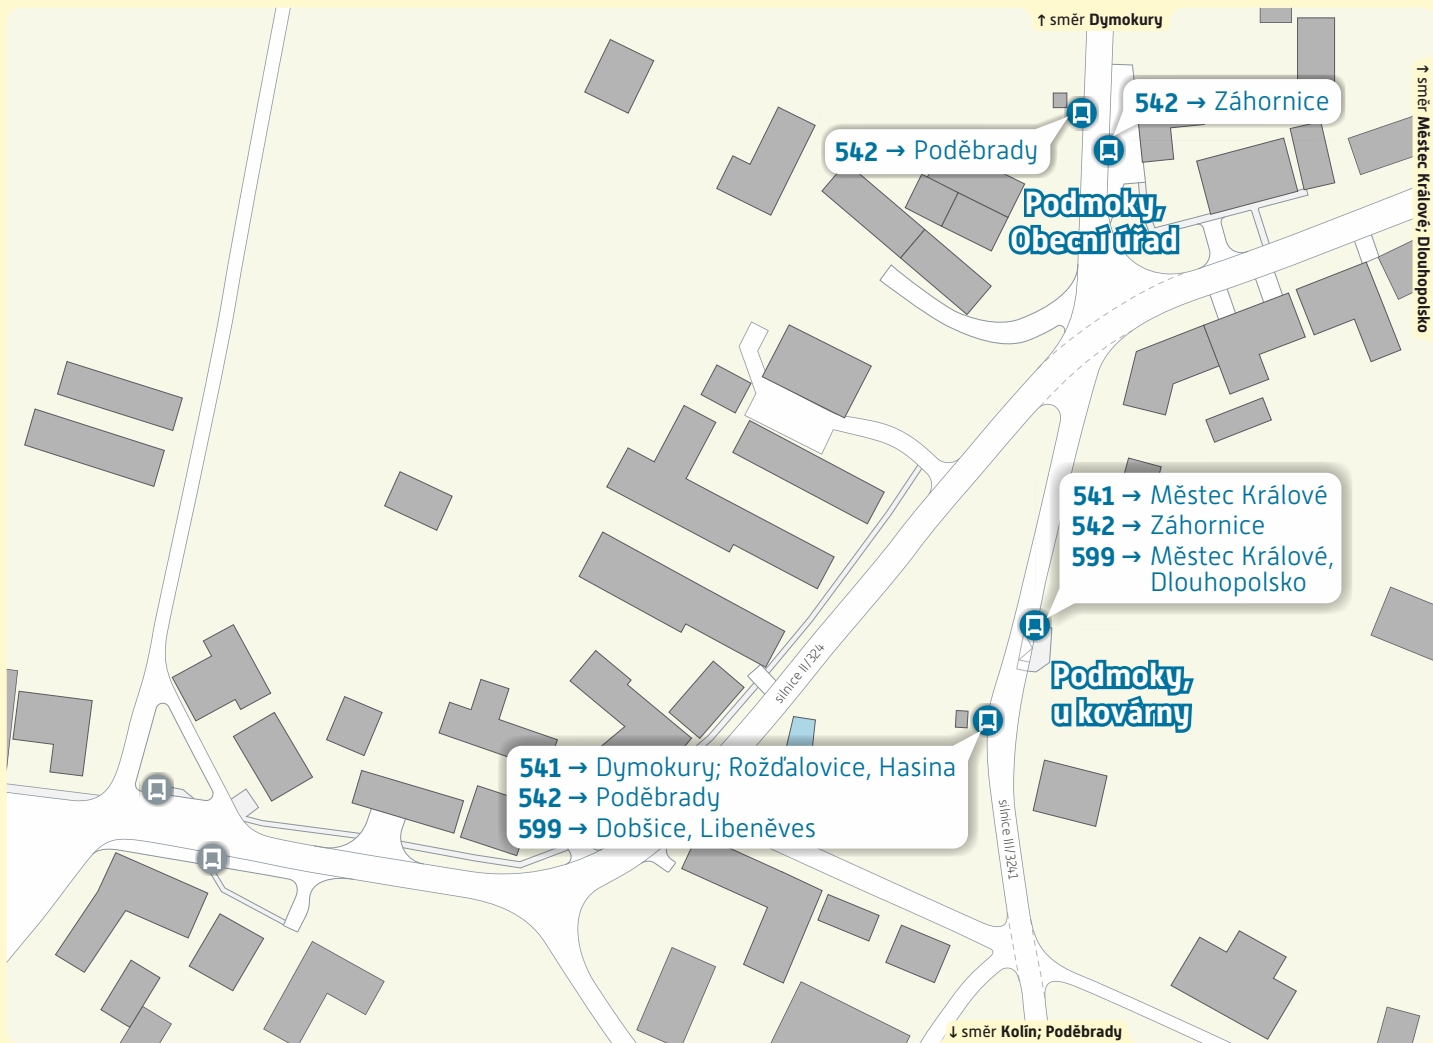 ↑ směr Dymokury
↑ směr Městec Králové; Dlouhopolsko
542 → Záhornice
542 → Poděbrady
Podmoky,
Obecní úřad
541 → Městec Králové
542 → Záhornice
599 → Městec Králové,
Dlouhopolsko
silnice II/324
Podmoky,
u kovárny
541 → Dymokury; Rožďalovice, Hasina
542 → Poděbrady
599 → Dobšice, Libeněves
silnice III/3241
↓ směr Kolín; Poděbrady